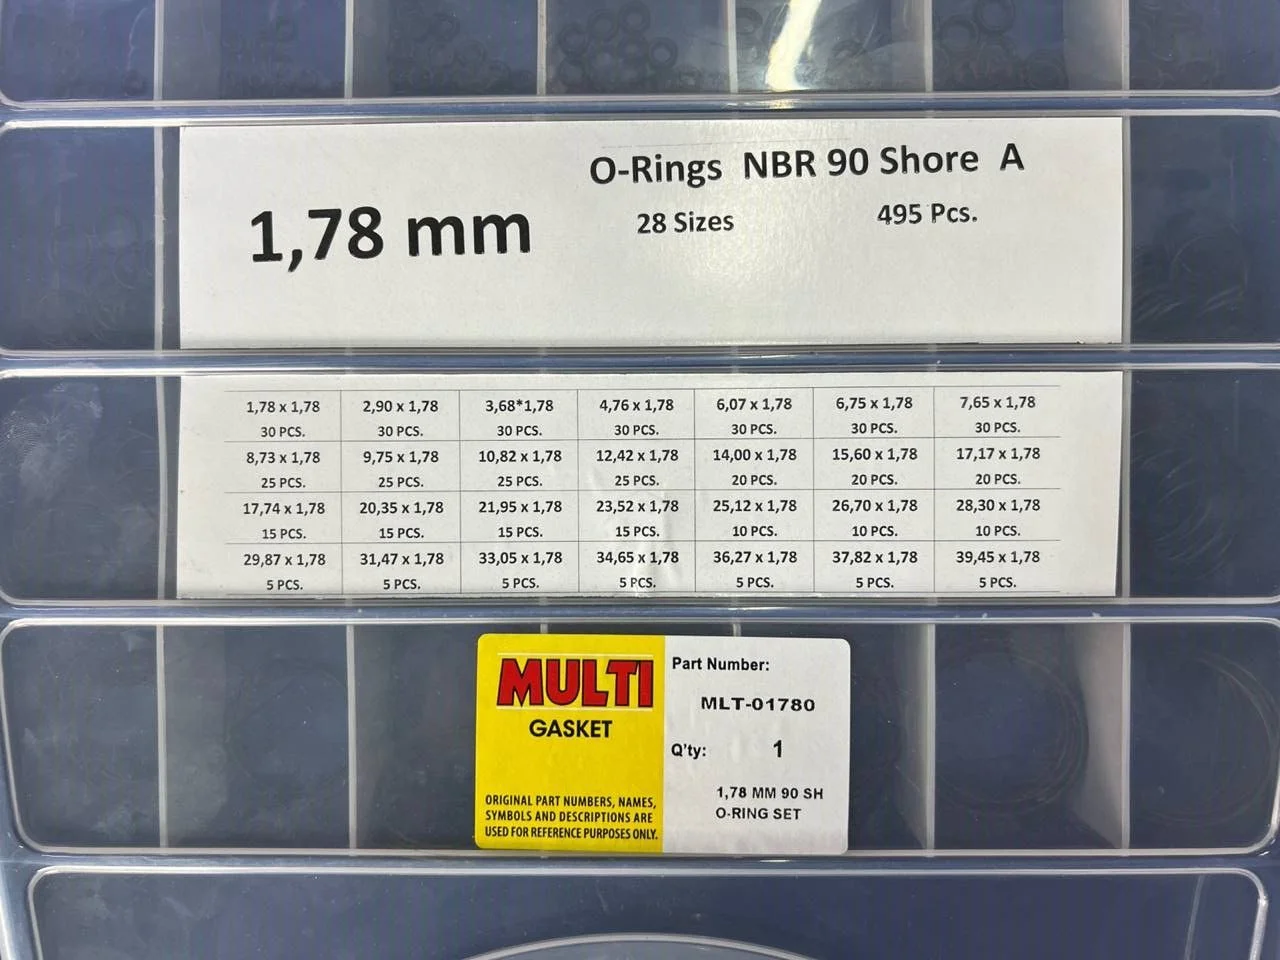 O-Rings NBR 90 Shore A
1,78 mm
28 Sizes 495 Pcs.
1,78 x 1,78 2,90 x 1,78 3,68*1,78 4,76 x 1,78 6,07 x 1,78 6,75 x 1,78 7,65 x 1,78
30 PCS. 30 PCS. 30 PCS. 30 PCS. 30 PCS. 30 PCS. 30 PCS.
8,73 x 1,78 9,75 x 1,78 10,82 x 1,78 12,42 x 1,78 14,00 x 1,78 15,60 x 1,78 17,17 x 1,78
25 PCS. 25 PCS. 25 PCS. 25 PCS. 20 PCS. 20 PCS. 20 PCS.
17,74 x 1,78 20,35 x 1,78 21,95 x 1,78 23,52 x 1,78 25,12 x 1,78 26,70 x 1,78 28,30 x 1,78
15 PCS. 15 PCS. 15 PCS. 15 PCS. 10 PCS. 10 PCS. 10 PCS.
29,87 x 1,78 31,47 x 1,78 33,05 x 1,78 34,65 x 1,78 36,27 x 1,78 37,82 x 1,78 39,45 x 1,78
5 PCS. 5 PCS. 5 PCS. 5 PCS. 5 PCS. 5 PCS. 5 PCS.
MULTI
GASKET
ORIGINAL PART NUMBERS, NAMES,
SYMBOLS AND DESCRIPTIONS ARE
USED FOR REFERENCE PURPOSES ONLY.
Part Number:
MLT-01780
Q'ty: 1
1,78 MM 90 SH
O-RING SET